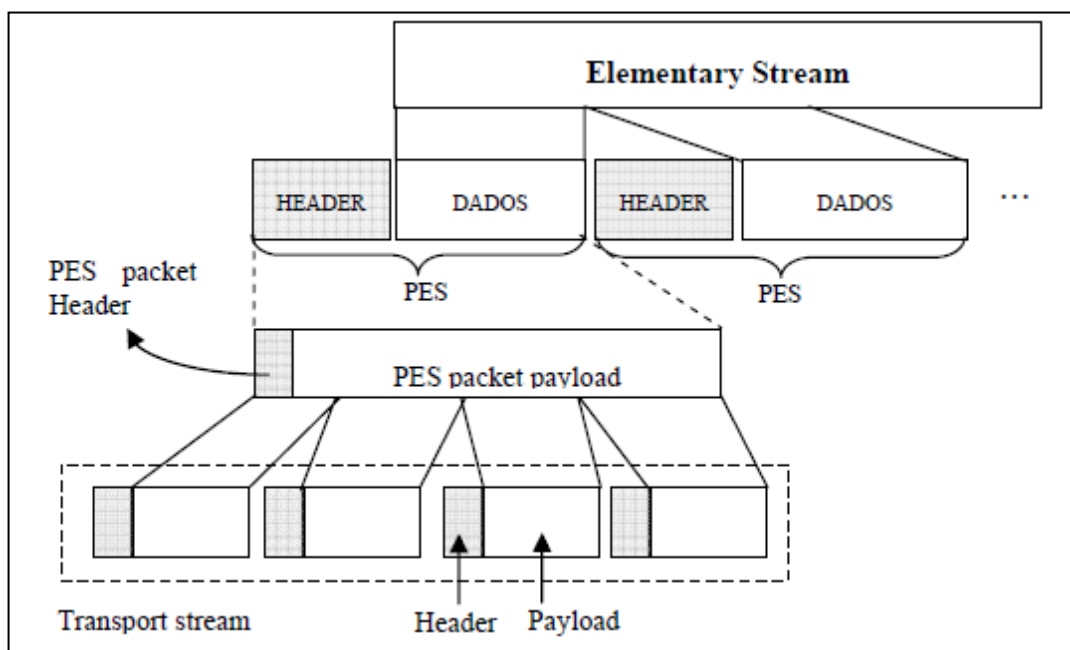 Elementary Stream
HEADER DADOS HEADER DADOS ...
PES packet
Header
PES PES
PES packet payload
Transport stream Header Payload